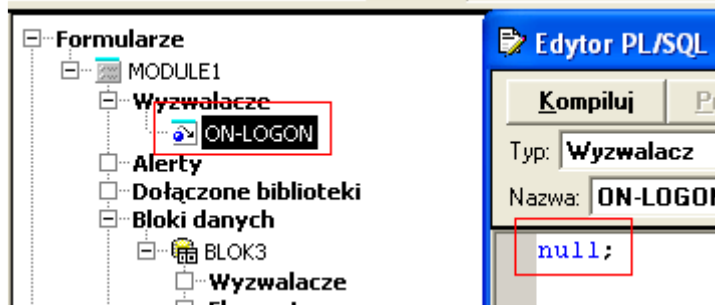 Formularze
MODULE1
Wyzwalacze
ON-LOGON
Alerty
Dołączone biblioteki
Bloki danych
BLOK3
Wyzwalacze
Edytor PL/SQL
Kompiluj
Typ: Wyzwalacz
Nazwa: ON-LOGON
null;